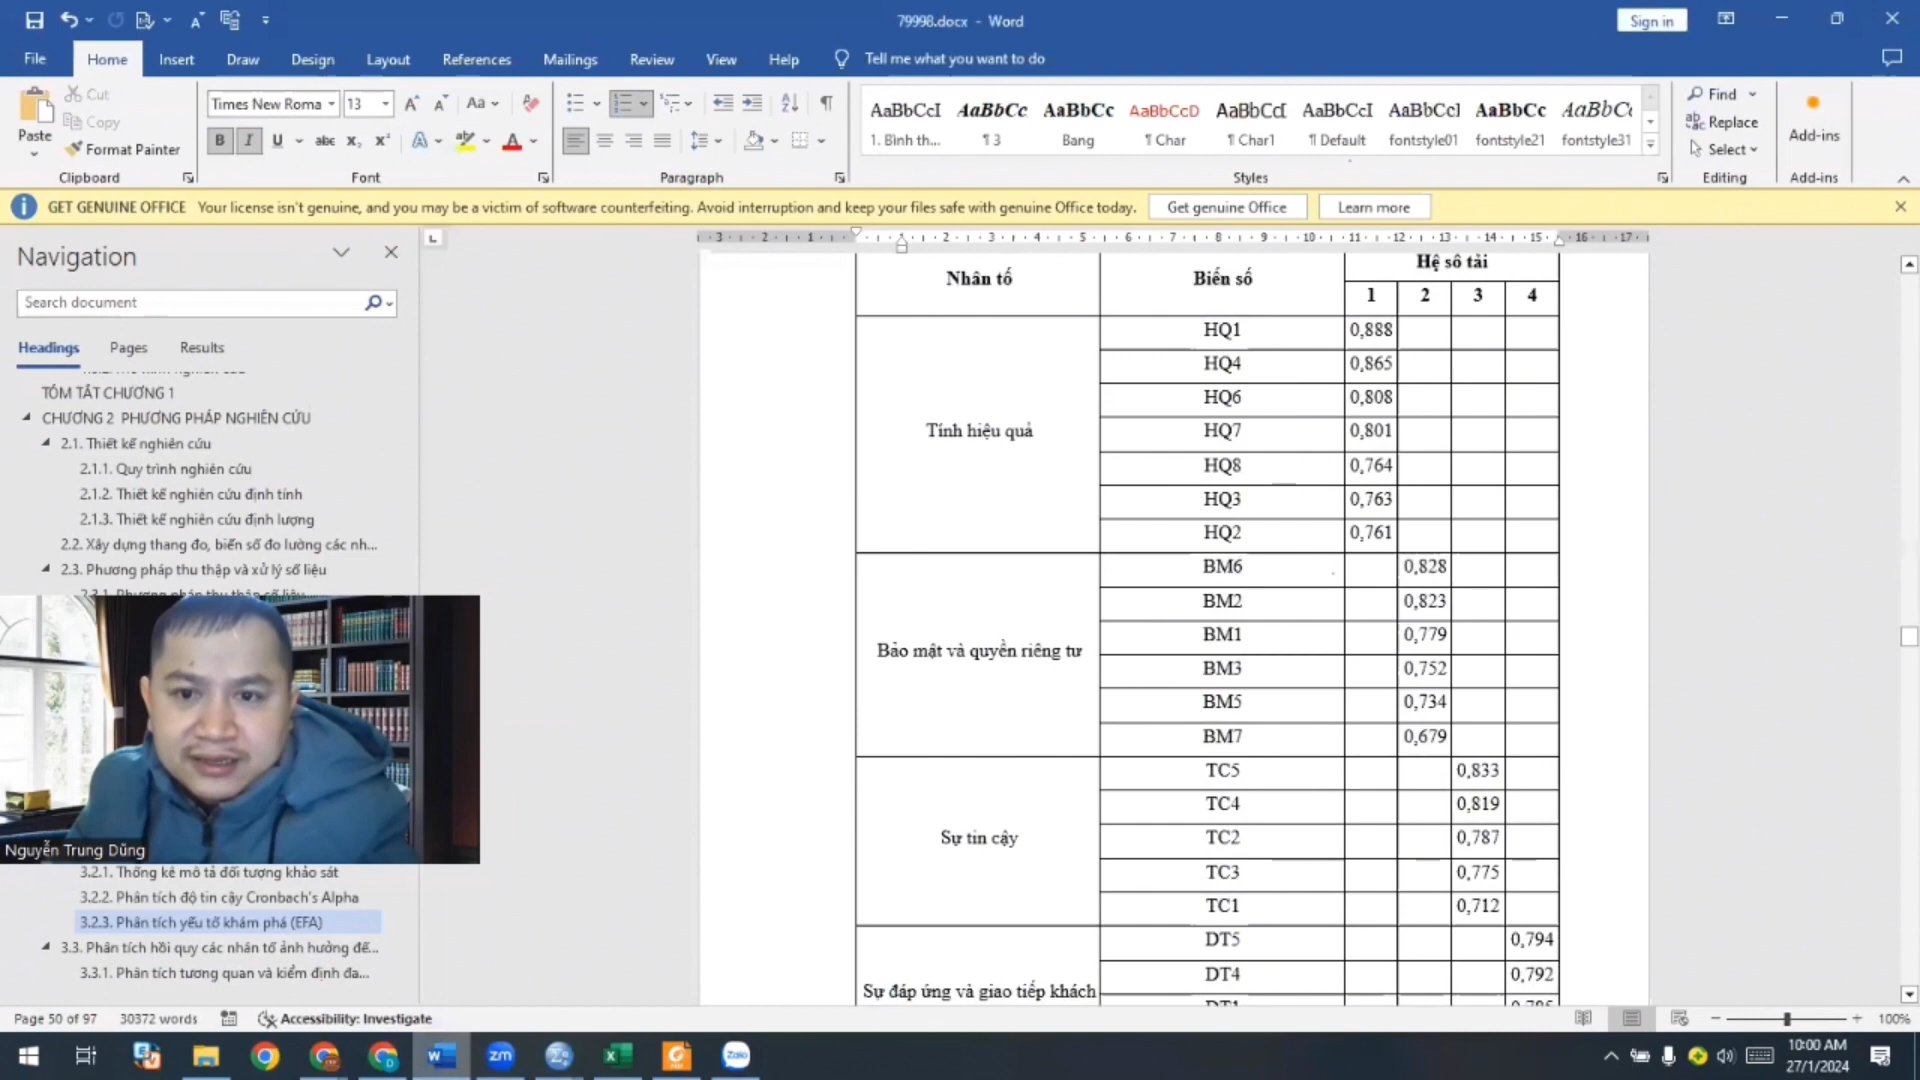 79998.docx - Word
Sign in
File Home Insert Draw Design Layout References Mailings Review View Help Tell me what you want to do
Paste
Cut
Copy
Format Painter
Clipboard
Times New Roma 13
Font
Paragraph
AaBbCcI AaBbCc AaBbCc AaBbCcD AaBbCcD AaBbCcI AaBbCcI AaBbCc AaBbCc
1. Bình th... ¶ 3 Bang ¶ Char ¶ Char1 ¶ Default fontstyle01 fontstyle21 fontstyle31
Styles
Find
Replace
Select
Editing
Add-ins
Add-ins
GET GENUINE OFFICE Your license isn't genuine, and you may be a victim of software counterfeiting. Avoid interruption and keep your files safe with genuine Office today. Get genuine Office Learn more
Navigation
Search document
Headings Pages Results
TÓM TẮT CHƯƠNG 1
CHƯƠNG 2 PHƯƠNG PHÁP NGHIÊN CỨU
2.1. Thiết kế nghiên cứu
2.1.1. Quy trình nghiên cứu
2.1.2. Thiết kế nghiên cứu định tính
2.1.3. Thiết kế nghiên cứu định lượng
2.2. Xây dựng thang đo, biến số đo lường các nh...
2.3. Phương pháp thu thập và xử lý số liệu
Nguyễn Trung Dũng
3.2.1. Thống kê mô tả đối tượng khảo sát
3.2.2. Phân tích độ tin cậy Cronbach's Alpha
3.2.3. Phân tích yếu tố khám phá (EFA)
3.3. Phân tích hồi quy các nhân tố ảnh hưởng đế...
3.3.1. Phân tích tương quan và kiểm định đa...
Nhân tố Biến số Hệ số tải
1 2 3 4
Tính hiệu quả
HQ1 0,888
HQ4 0,865
HQ6 0,808
HQ7 0,801
HQ8 0,764
HQ3 0,763
HQ2 0,761
Bảo mật và quyền riêng tư
BM6 0,828
BM2 0,823
BM1 0,779
BM3 0,752
BM5 0,734
BM7 0,679
Sự tin cậy
TC5 0,833
TC4 0,819
TC2 0,787
TC3 0,775
TC1 0,712
Sự đáp ứng và giao tiếp khách
DT5 0,794
DT4 0,792
Page 50 of 97 30372 words Accessibility: Investigate 100%
10:00 AM
27/1/2024